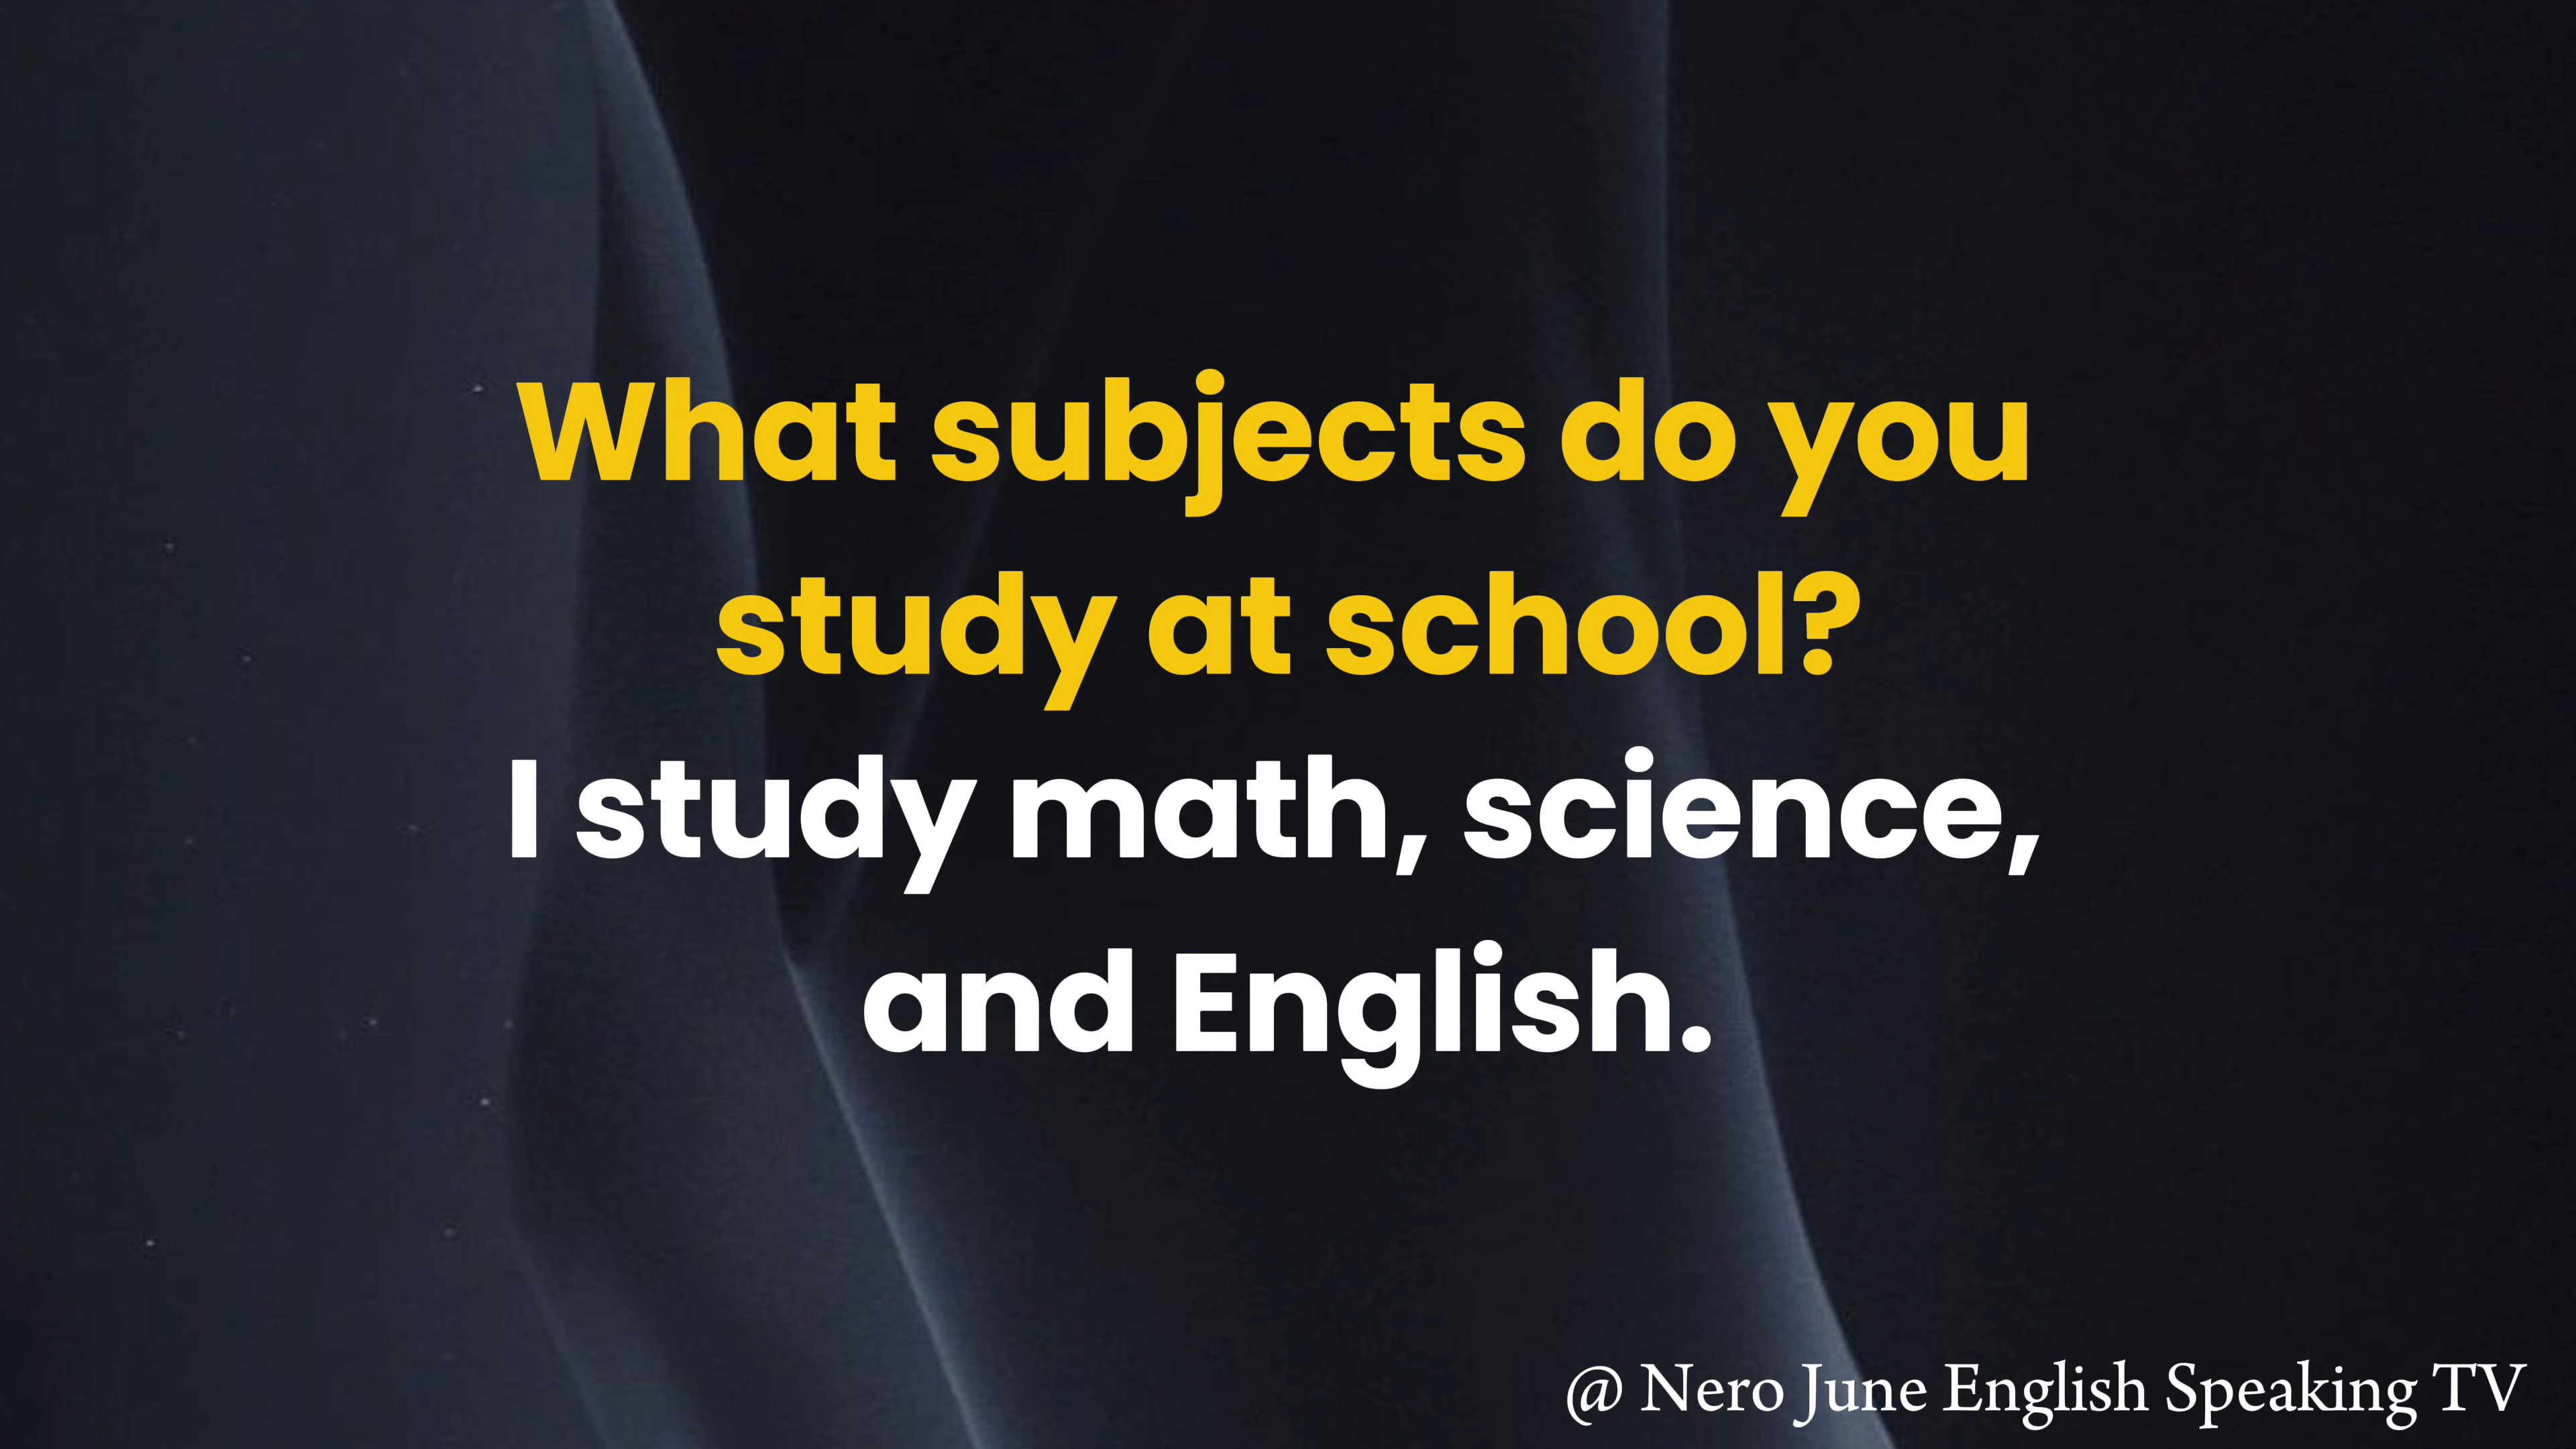 What subjects do you
study at school?
I study math, science,
and English.
@ Nero June English Speaking TV